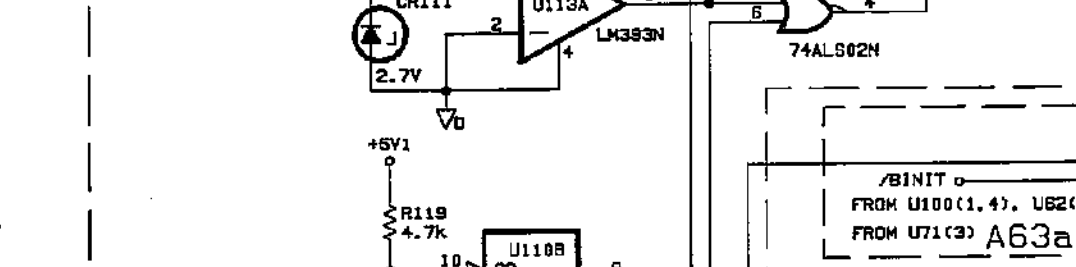 CR111
U113A
2
4
LM393N
6
4
74ALS02N
2.7V
D
+5V1
R119
4.7K
U110B
10
/BINIT
FROM U100(1,4), U62(
FROM U71(3)
A63a